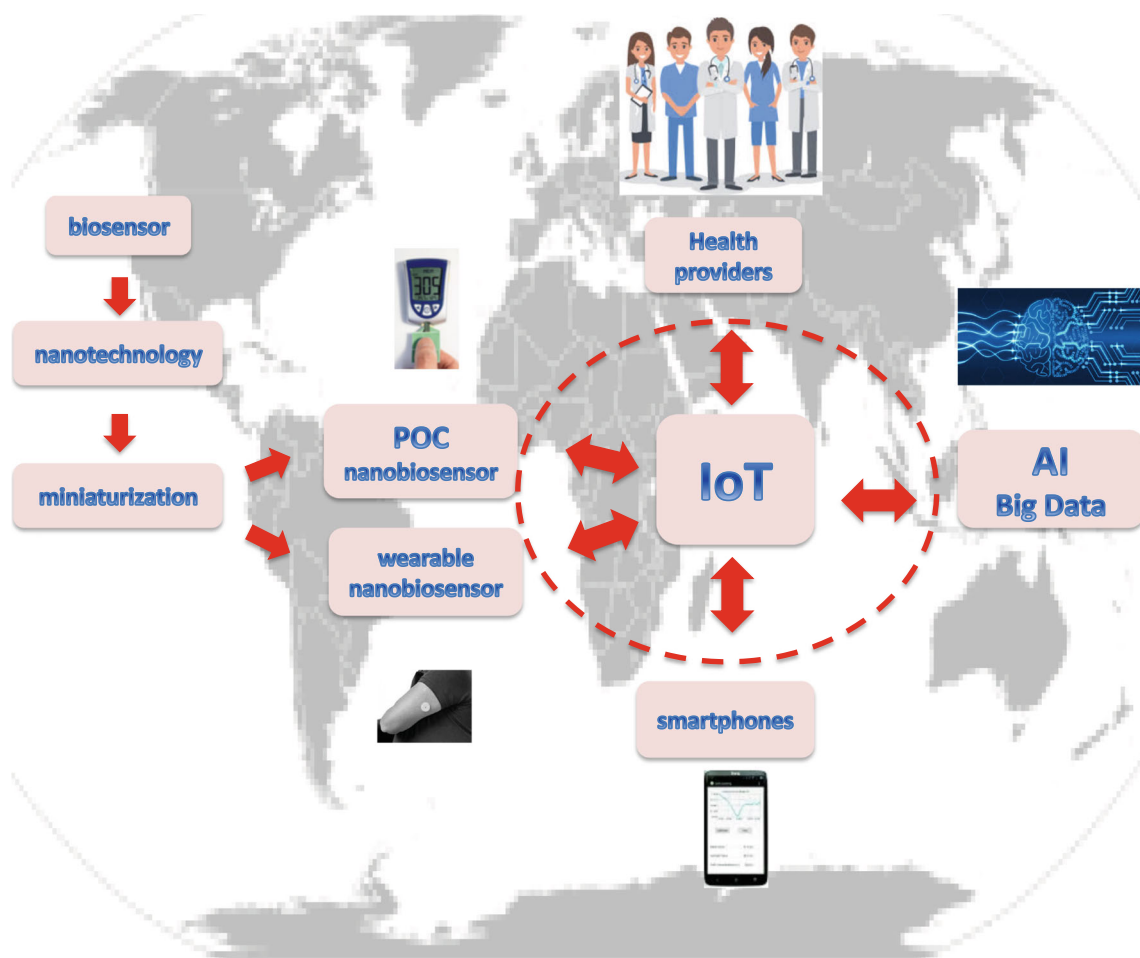 biosensor
nanotechnology
miniaturization
305
POC
nanobiosensor
wearable
nanobiosensor
Health
providers
IoT
AI
Big Data
smartphones